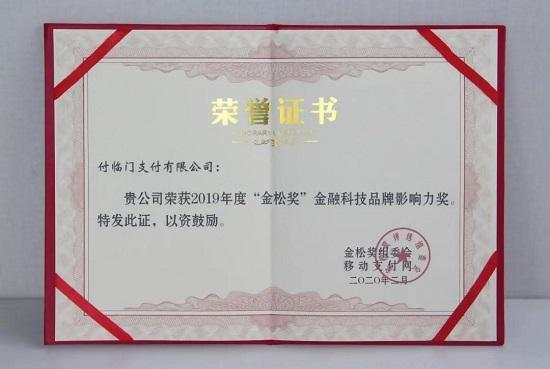 荣誉证书
付临门支付有限公司：
贵公司荣获2019年度“金松奖”金融科技品牌影响力奖。
特发此证，以资鼓励。
金松奖组委会
移动支付网
二〇二〇年二月